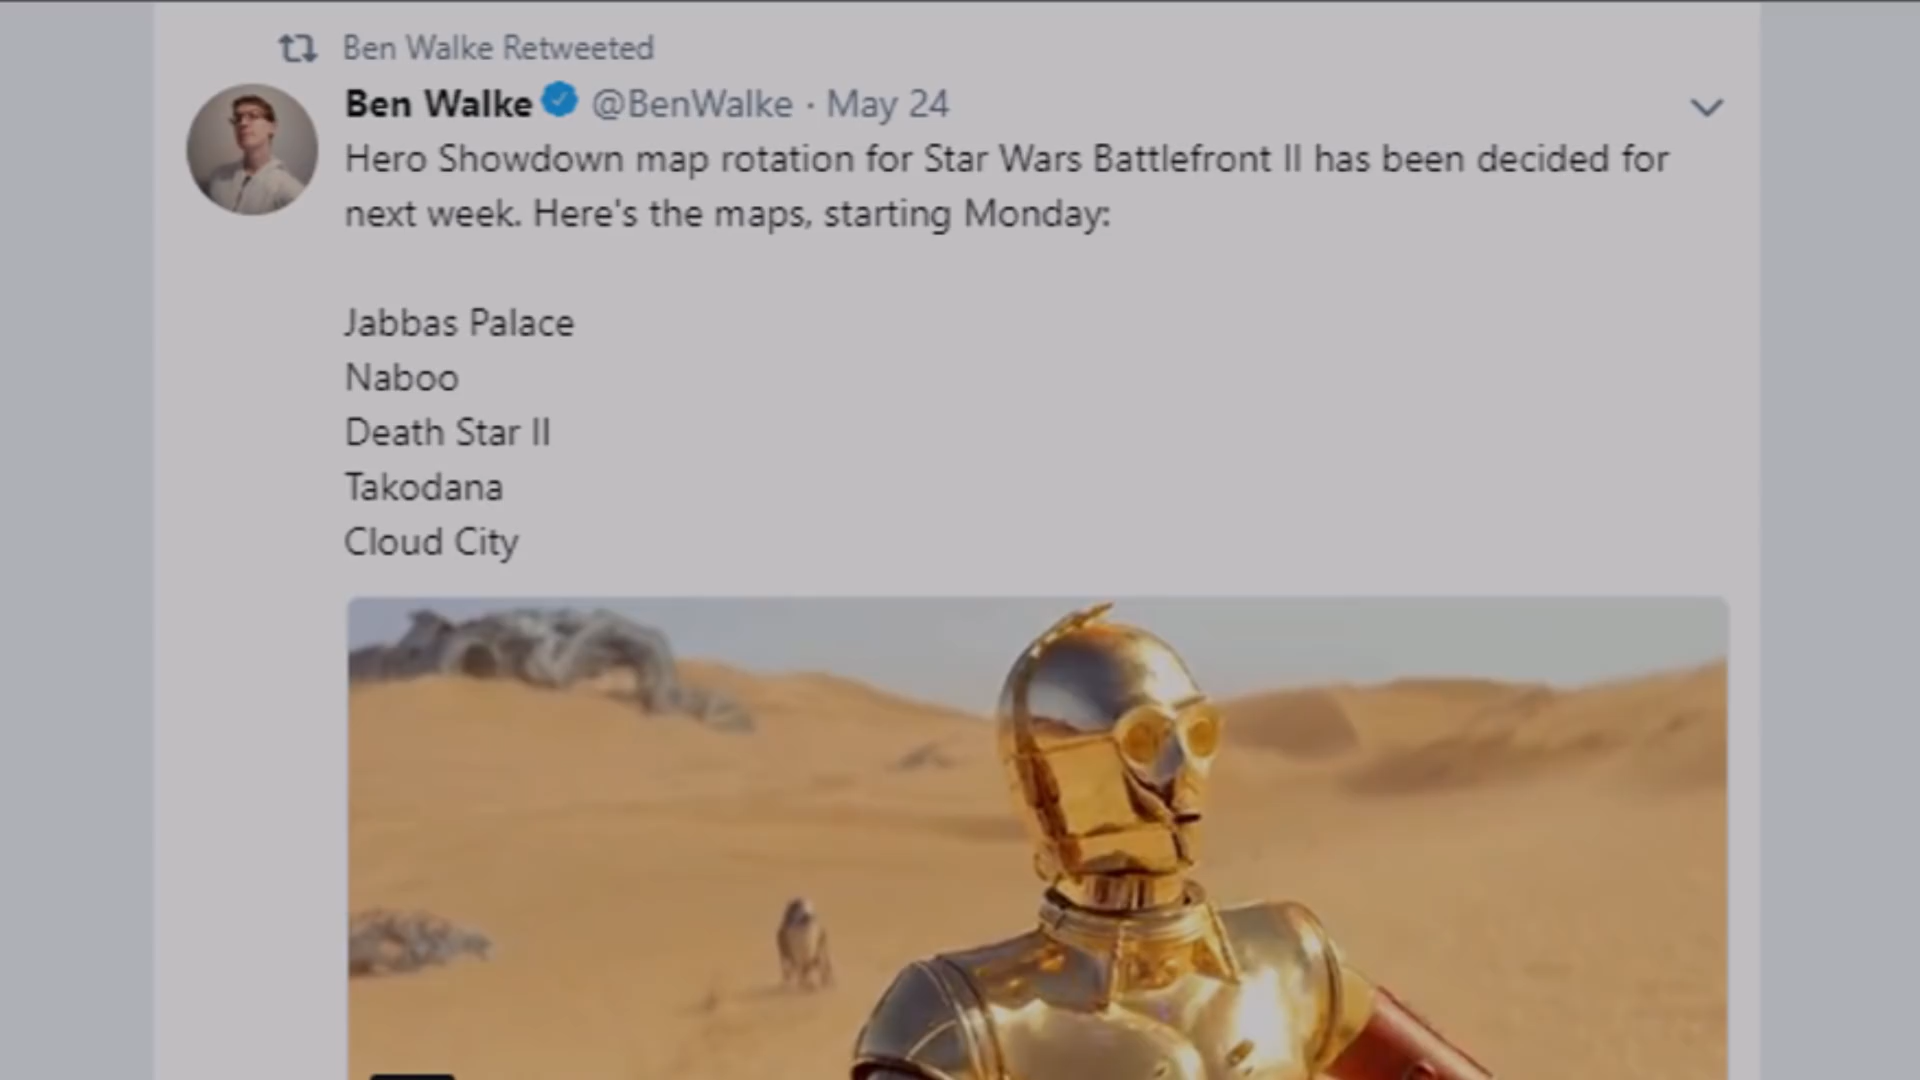 Ben Walke Retweeted
Ben Walke @BenWalke · May 24
Hero Showdown map rotation for Star Wars Battlefront II has been decided for
next week. Here's the maps, starting Monday:
Jabbas Palace
Naboo
Death Star II
Takodana
Cloud City